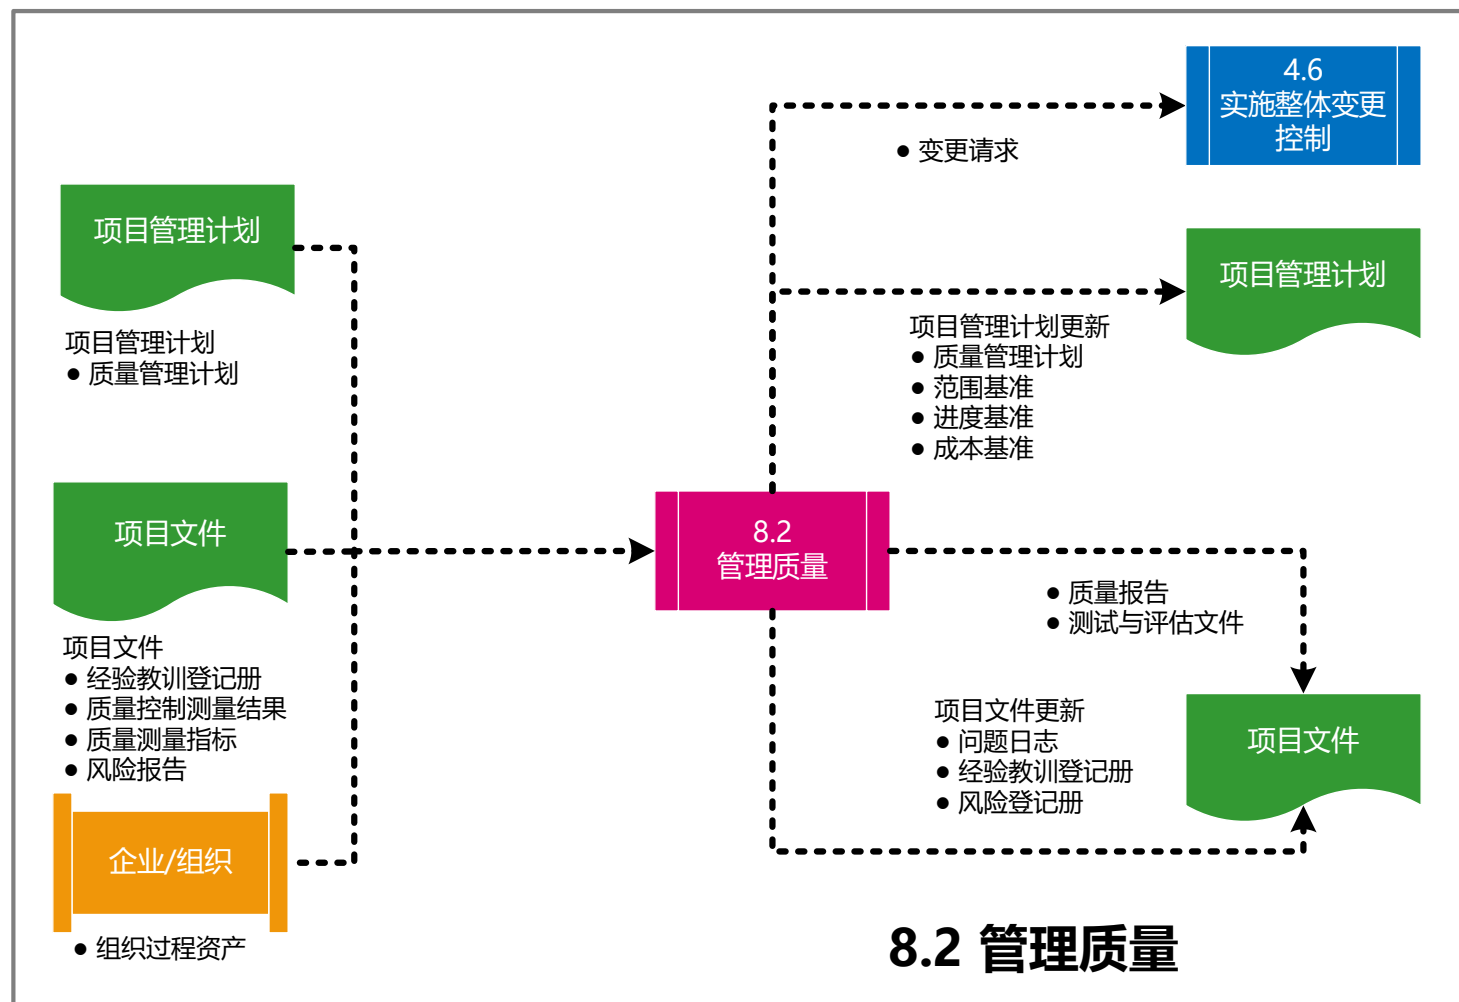 项目管理计划
项目管理计划
● 质量管理计划
项目文件
项目文件
● 经验教训登记册
● 质量控制测量结果
● 质量测量指标
● 风险报告
企业/组织
● 组织过程资产
8.2
管理质量
● 变更请求
4.6
实施整体变更
控制
项目管理计划
项目管理计划更新
● 质量管理计划
● 范围基准
● 进度基准
● 成本基准
● 质量报告
● 测试与评估文件
项目文件更新
● 问题日志
● 经验教训登记册
● 风险登记册
项目文件
8.2 管理质量